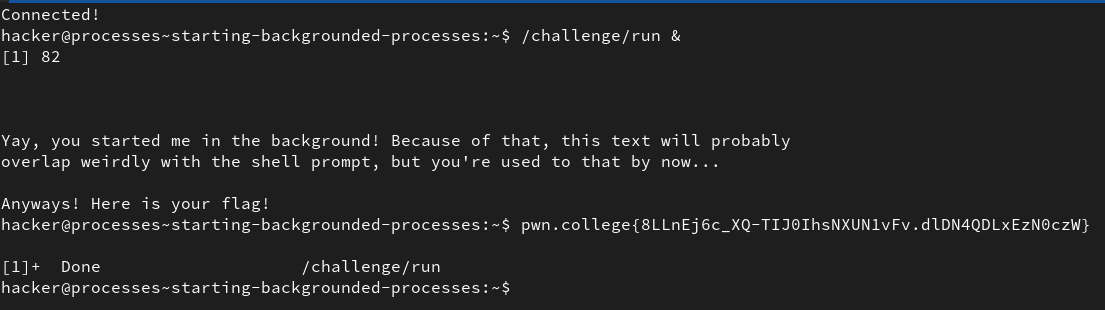 Connected!
hacker@processes~starting-backgrounded-processes:~$ /challenge/run &
[1] 82
Yay, you started me in the background! Because of that, this text will probably
overlap weirdly with the shell prompt, but you're used to that by now...
Anyways! Here is your flag!
hacker@processes~starting-backgrounded-processes:~$ pwn.college{8LLnEj6c_XQ-TIJ0IhsNXUN1vFv.dlDN4QDLxEzN0czW}
[1]+  Done                    /challenge/run
hacker@processes~starting-backgrounded-processes:~$